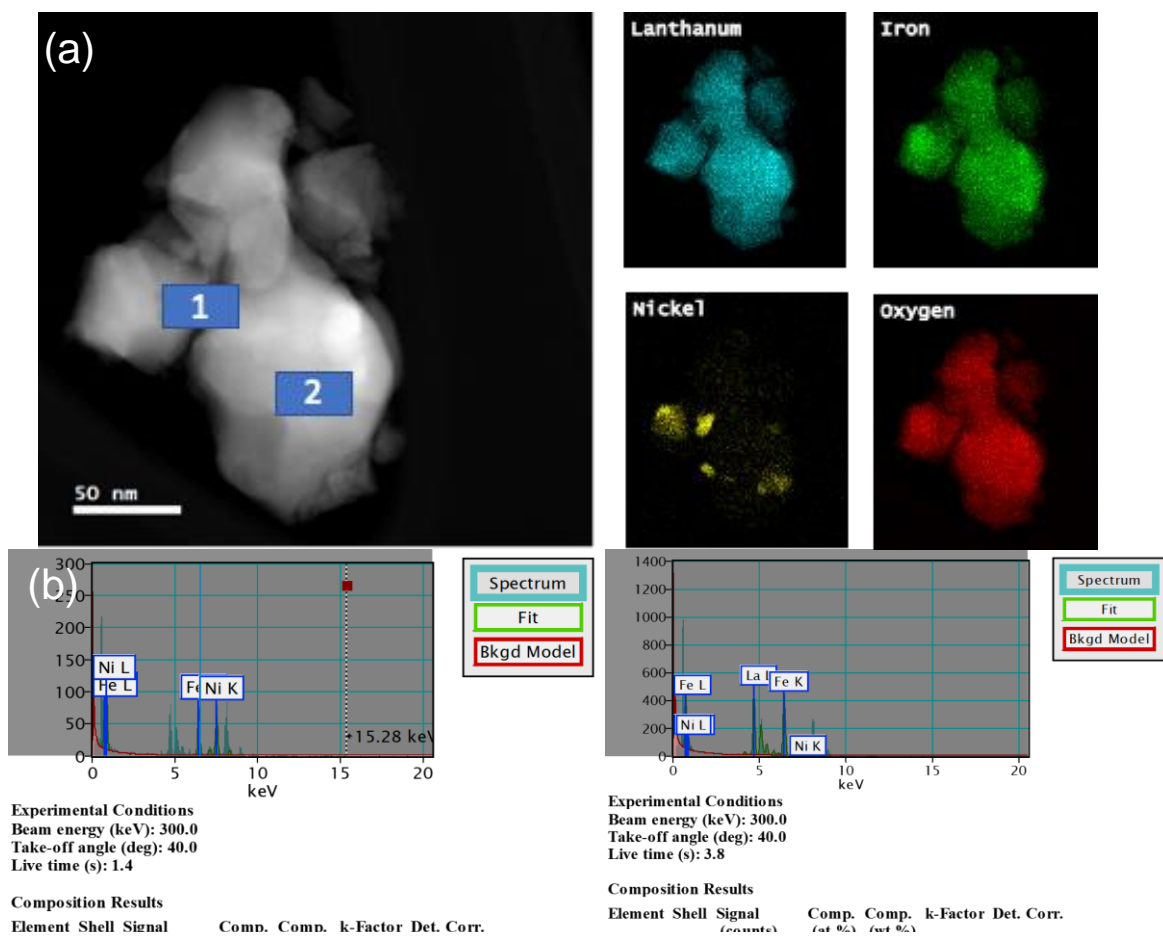 (a)
Lanthanum
Iron
Nickel
Oxygen
1
2
50 nm
(b)
300
250
200
150
100
50
0
Ni L
Fe L
Ni K
15.28 keV
0 5 10 15 20
keV
Spectrum
Fit
Bkgd Model
1400
1200
1000
800
600
400
200
0
Fe L
Ni L
La L
Fe K
Ni K
0 5 10 15 20
keV
Spectrum
Fit
Bkgd Model
Experimental Conditions
Beam energy (keV): 300.0
Take-off angle (deg): 40.0
Live time (s): 1.4
Composition Results
Element Shell Signal Comp. Comp. k-Factor Det. Corr.
Experimental Conditions
Beam energy (keV): 300.0
Take-off angle (deg): 40.0
Live time (s): 3.8
Composition Results
Element Shell Signal Comp. Comp. k-Factor Det. Corr.
(counts) (at.%) (wt.%)